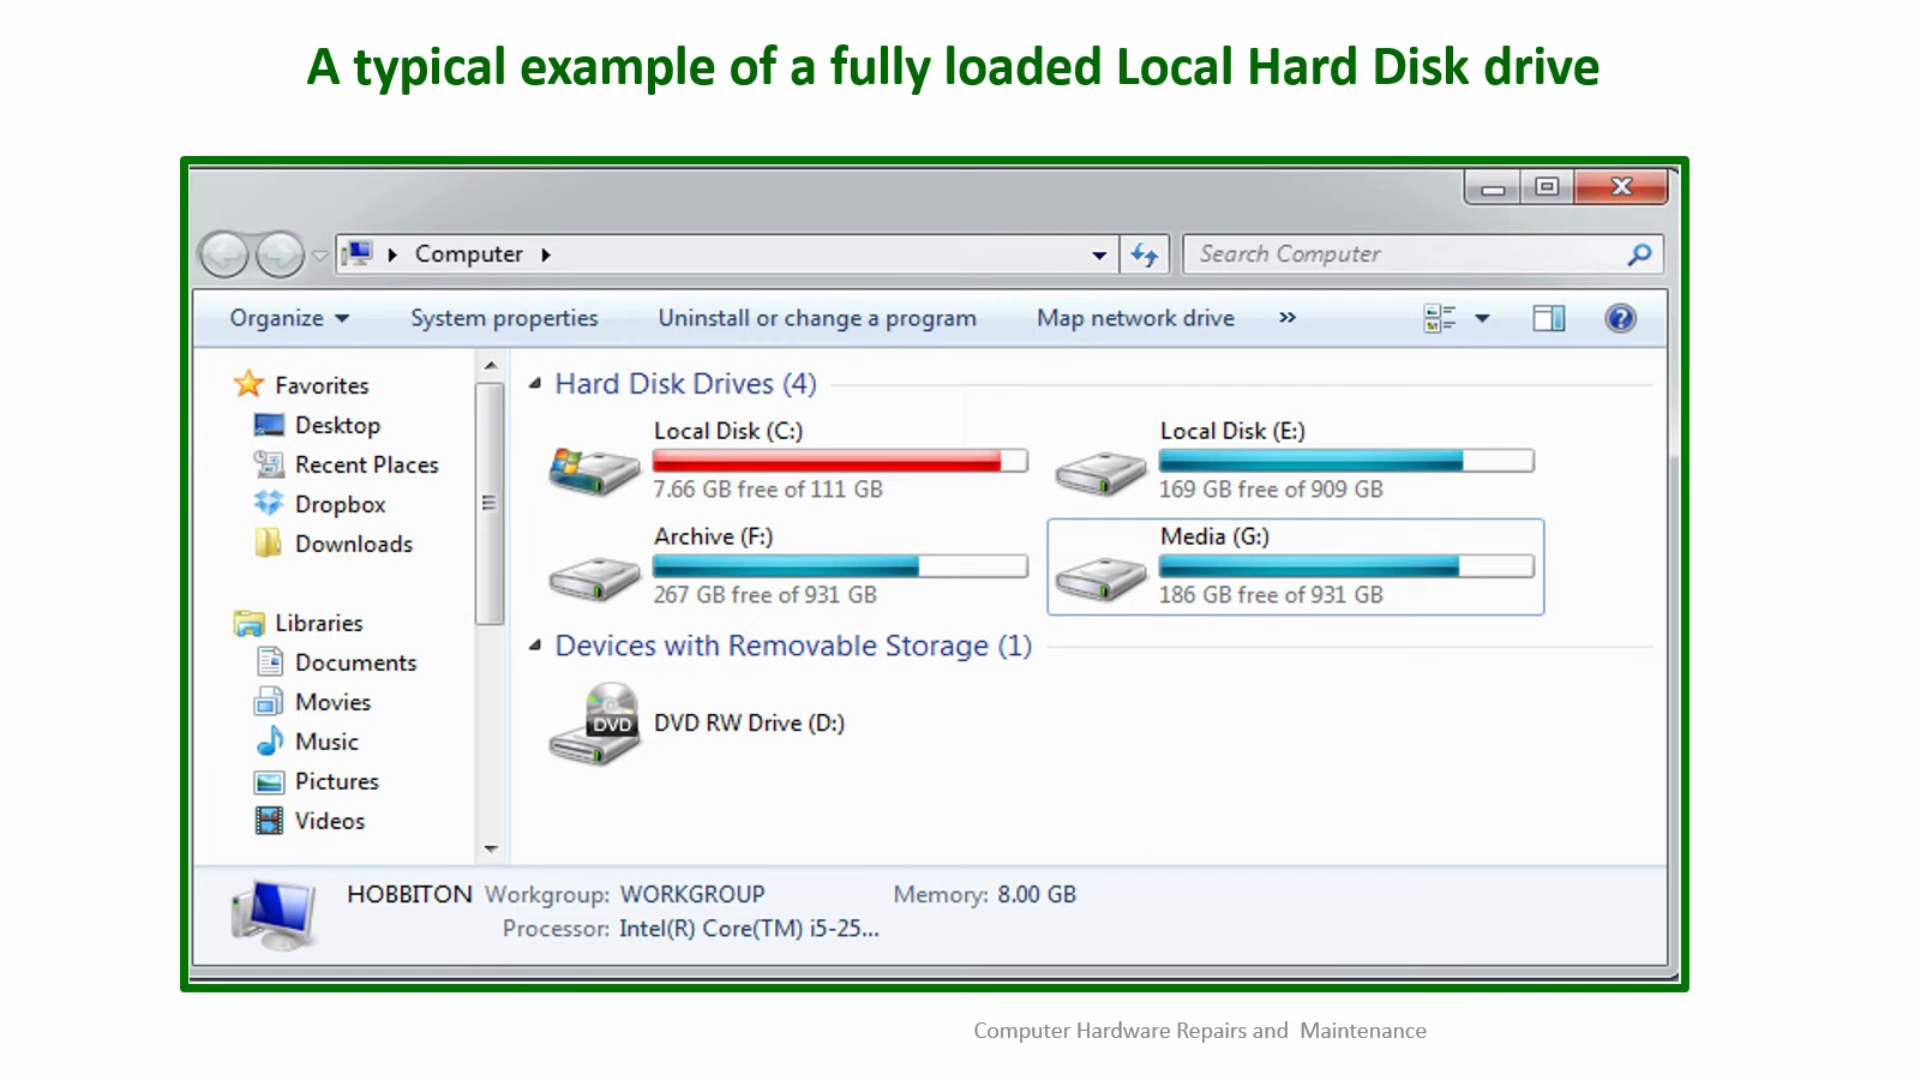 A typical example of a fully loaded Local Hard Disk drive
Computer
Search Computer
Organize System properties Uninstall or change a program Map network drive »
Favorites
Desktop
Recent Places
Dropbox
Downloads
Libraries
Documents
Movies
Music
Pictures
Videos
Hard Disk Drives (4)
Local Disk (C:)
7.66 GB free of 111 GB
Local Disk (E:)
169 GB free of 909 GB
Archive (F:)
267 GB free of 931 GB
Media (G:)
186 GB free of 931 GB
Devices with Removable Storage (1)
DVD
DVD RW Drive (D:)
HOBBITON Workgroup: WORKGROUP Memory: 8.00 GB
Processor: Intel(R) Core(TM) i5-25...
Computer Hardware Repairs and Maintenance